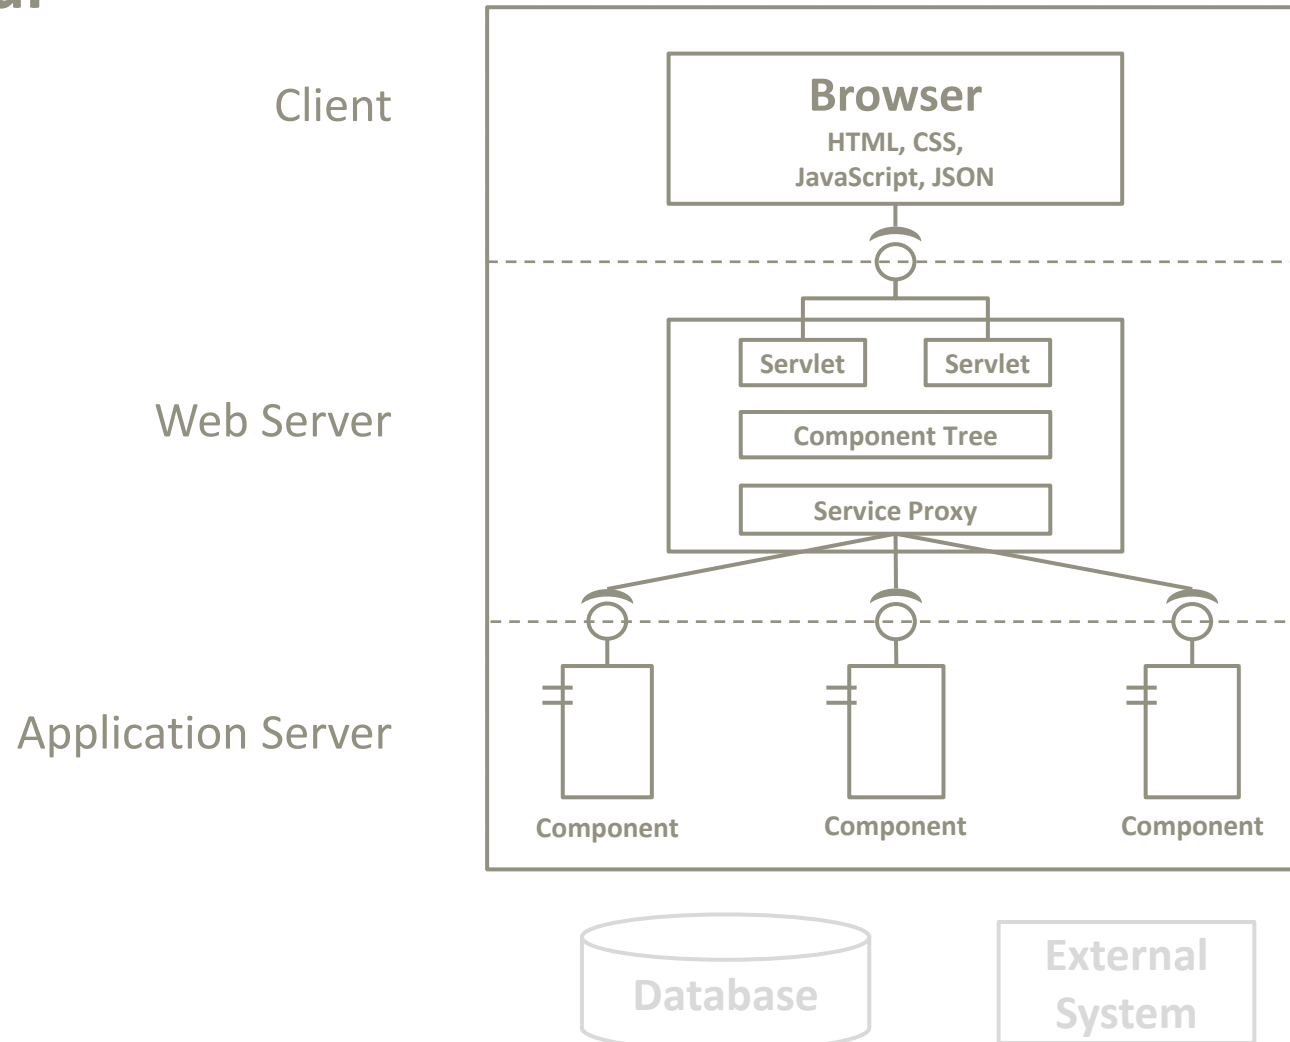 Client
Browser
HTML, CSS,
JavaScript, JSON
Web Server
Servlet Servlet
Component Tree
Service Proxy
Application Server
Component Component Component
Database
External
System